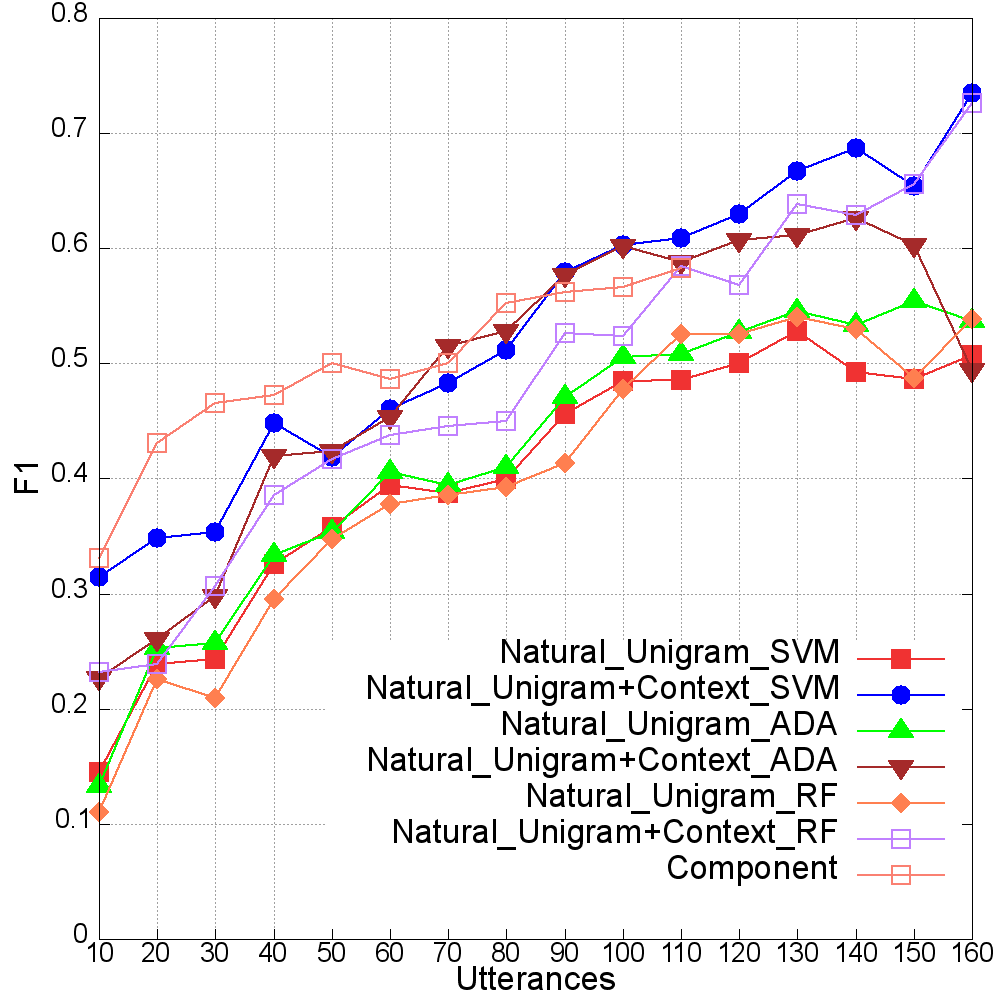 0.8
0.7
0.6
0.5
0.4
0.3
0.2
0.1
0
F1
Natural_Unigram_SVM
Natural_Unigram+Context_SVM
Natural_Unigram_ADA
Natural_Unigram+Context_ADA
Natural_Unigram_RF
Natural_Unigram+Context_RF
Component
10 20 30 40 50 60 70 80 90 100 110 120 130 140 150 160
Utterances